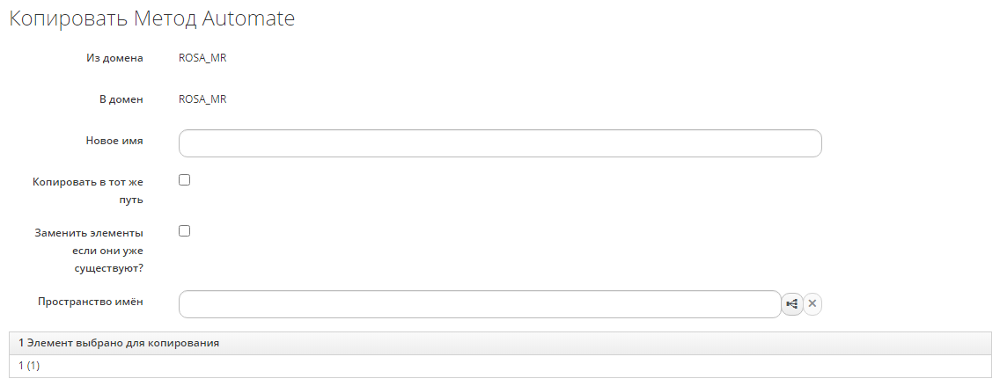 Копировать Метод Automate
Из домена ROSA_MR
В домен ROSA_MR
Новое имя
Копировать в тот же
путь
Заменить элементы
если они уже
существуют?
Пространство имён
1 Элемент выбрано для копирования
1 (1)